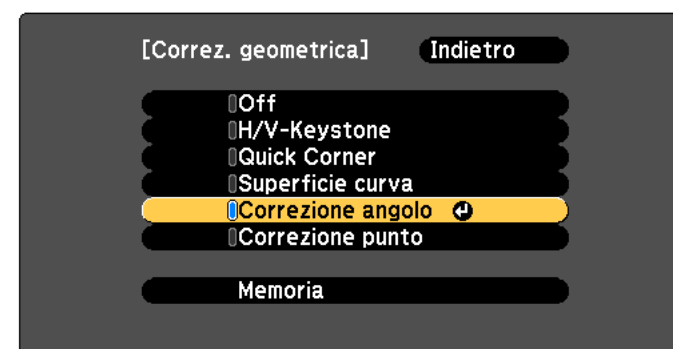 [Correz. geometrica] Indietro
Off
H/V-Keystone
Quick Corner
Superficie curva
Correzione angolo
Correzione punto
Memoria